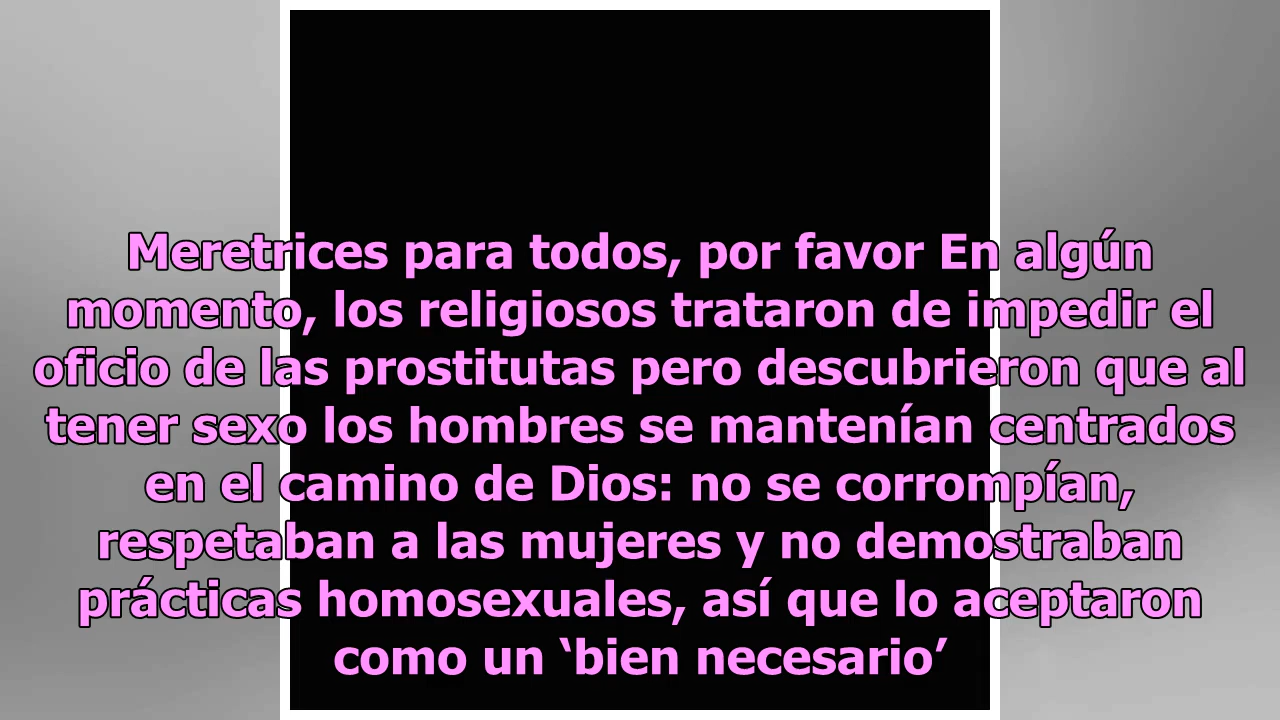 Meretrices para todos, por favor En algún
momento, los religiosos trataron de impedir el
oficio de las prostitutas pero descubrieron que al
tener sexo los hombres se mantenían centrados
en el camino de Dios: no se corrompían,
respetaban a las mujeres y no demostraban
prácticas homosexuales, así que lo aceptaron
como un ‘bien necesario’